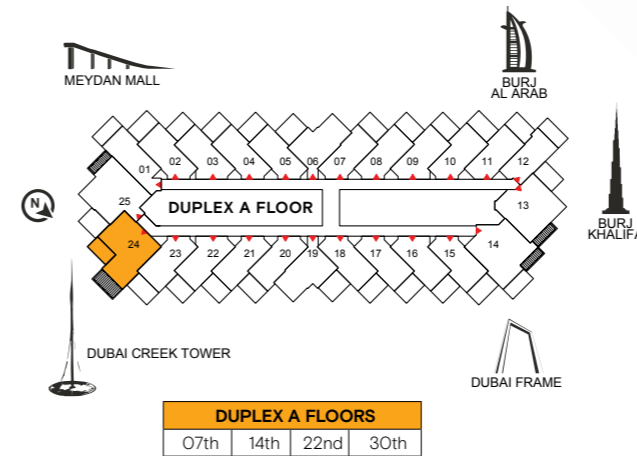 MEYDAN MALL
BURJ
AL ARAB
01 02 03 04 05 06 07 08 09 10 11 12
N
25
DUPLEX A FLOOR
13
BURJ
KHALIFA
24 23 22 21 20 19 18 17 16 15 14
DUBAI CREEK TOWER
DUBAI FRAME
DUPLEX A FLOORS
07th 14th 22nd 30th